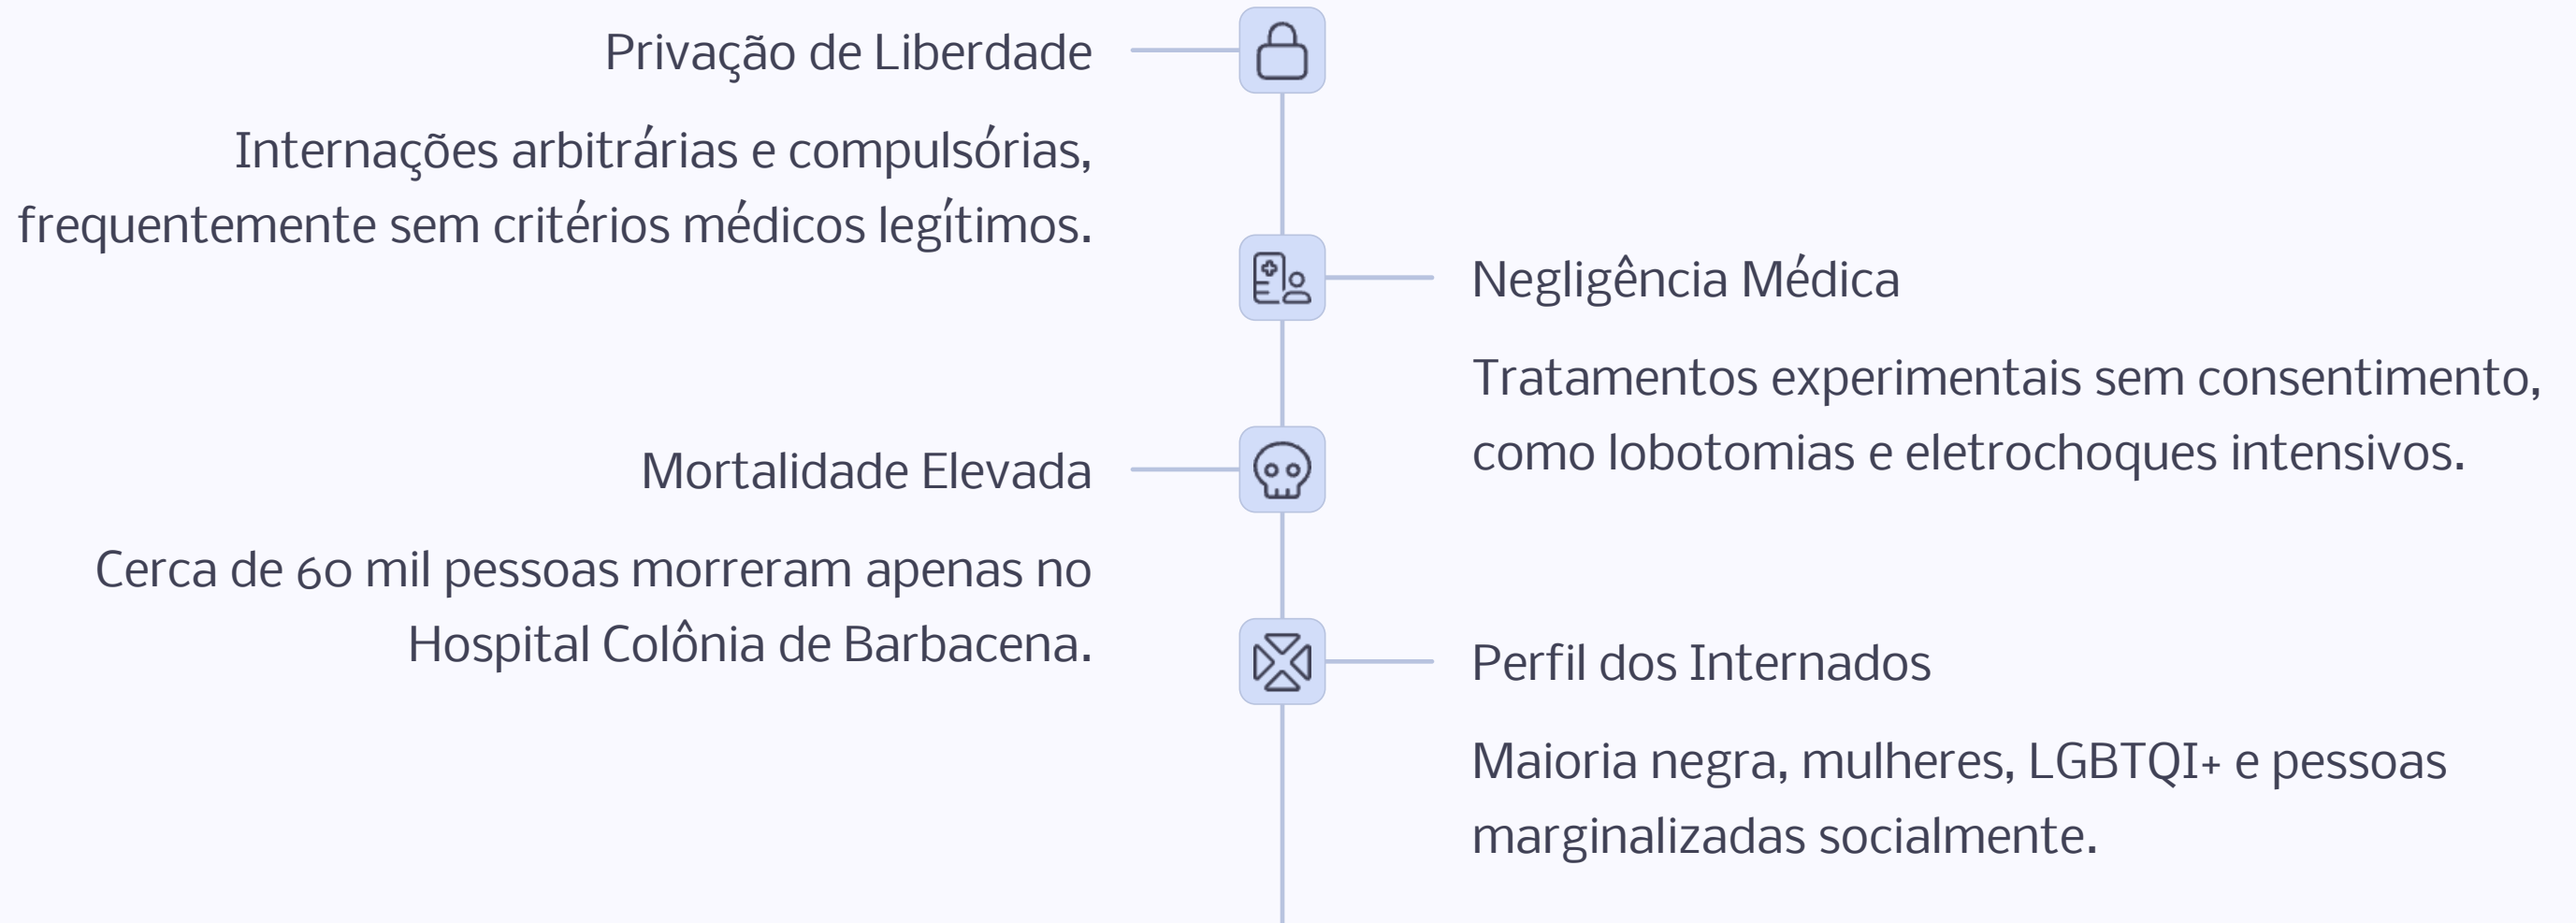 Privação de Liberdade
Internações arbitrárias e compulsórias,
frequentemente sem critérios médicos legítimos.
Negligência Médica
Tratamentos experimentais sem consentimento,
como lobotomias e eletrochoques intensivos.
Mortalidade Elevada
Cerca de 60 mil pessoas morreram apenas no
Hospital Colônia de Barbacena.
Perfil dos Internados
Maioria negra, mulheres, LGBTQI+ e pessoas
marginalizadas socialmente.